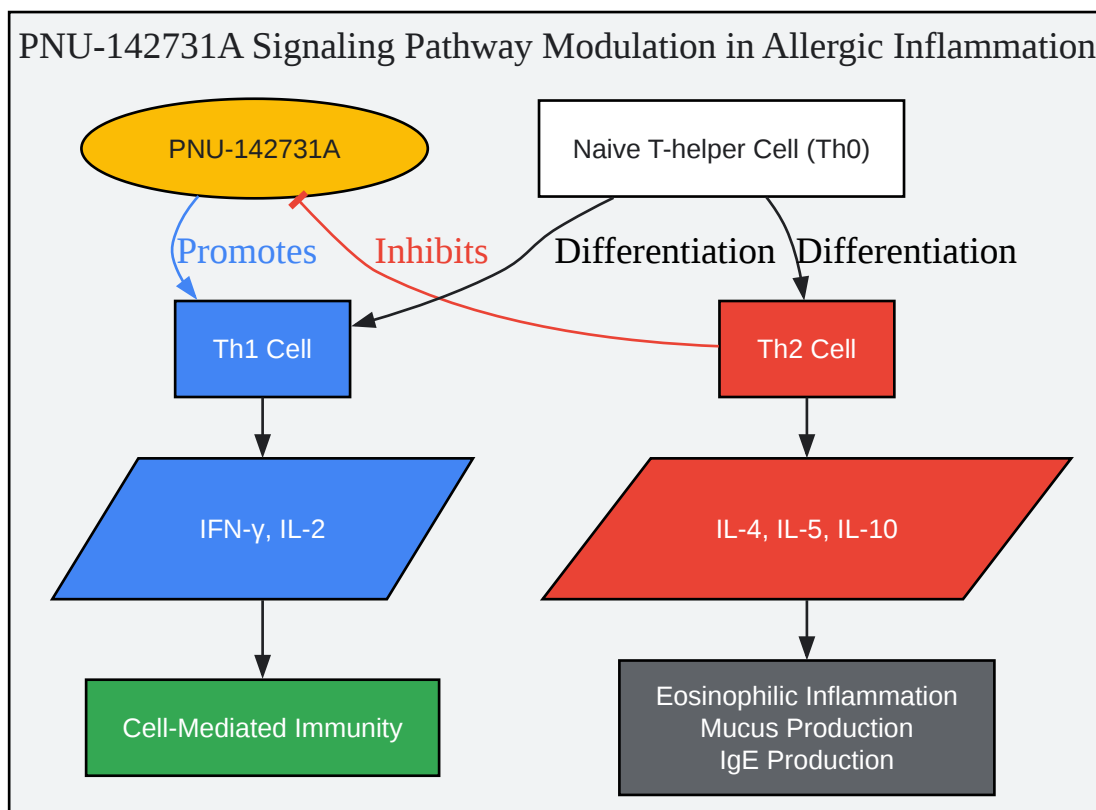 PNU-142731A Signaling Pathway Modulation in Allergic Inflammation
PNU-142731A
Naive T-helper Cell (Th0)
Promotes
Inhibits
Differentiation
Differentiation
Th1 Cell
Th2 Cell
IFN-γ, IL-2
IL-4, IL-5, IL-10
Cell-Mediated Immunity
Eosinophilic Inflammation
Mucus Production
IgE Production